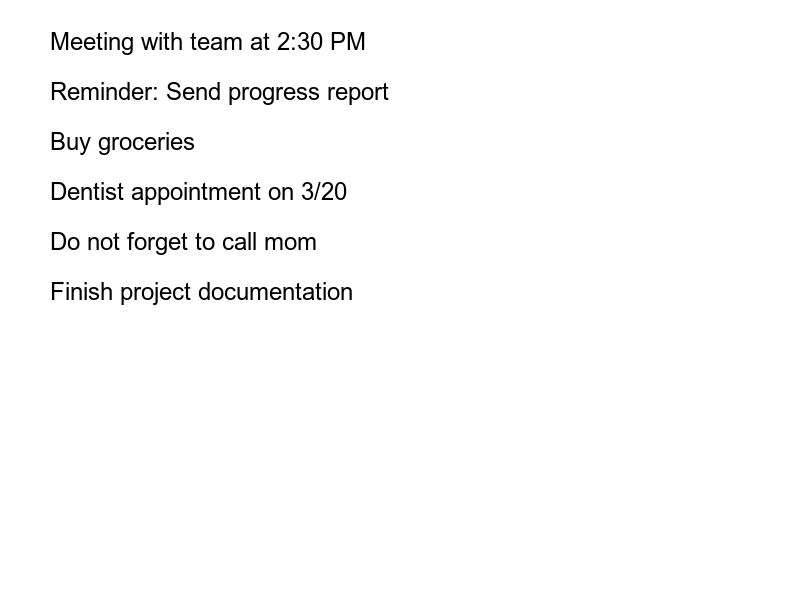 Meeting with team at 2:30 PM
Reminder: Send progress report
Buy groceries
Dentist appointment on 3/20
Do not forget to call mom
Finish project documentation